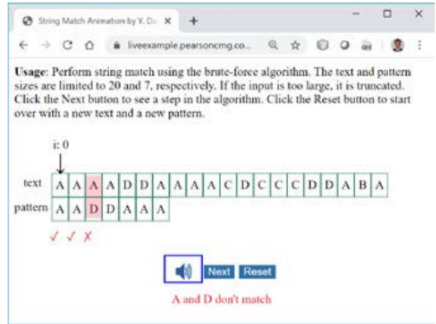 String Match Animation by Y. Da
liveexample.pearsoncmg.co...
Usage: Perform string match using the brute-force algorithm. The text and pattern
sizes are limited to 20 and 7, respectively. If the input is too large, it is truncated.
Click the Next button to see a step in the algorithm. Click the Reset button to start
over with a new text and a new pattern.
i: 0
text A A A A D D A A A A C D C C C D D A B A
pattern A A D D A A A
✓ ✓ ✗
Next Reset
A and D don't match